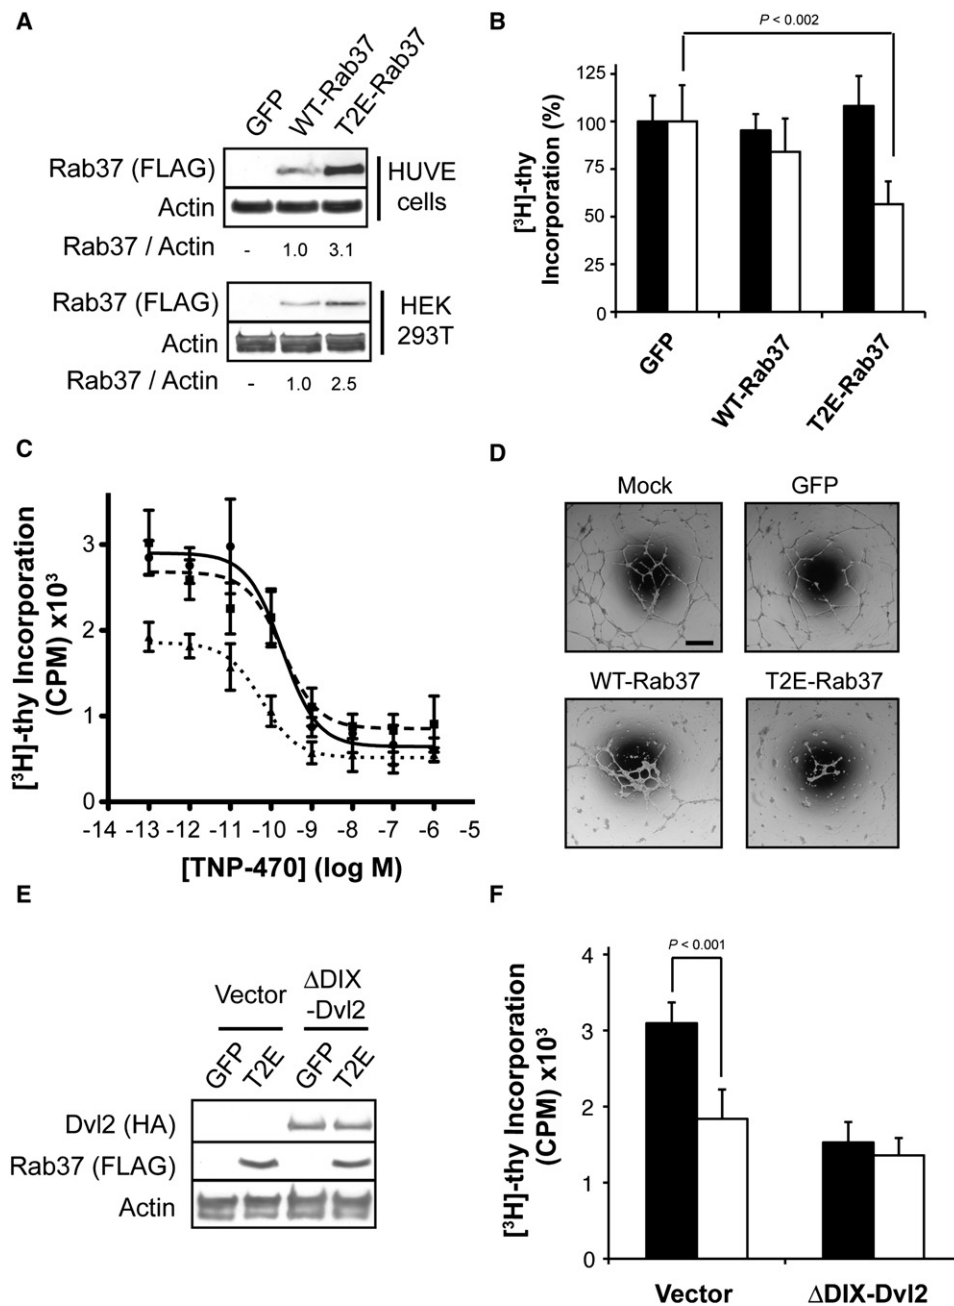 A
GFP
WT-Rab37
T2E-Rab37
Rab37 (FLAG)
Actin
HUVE
cells
Rab37 / Actin - 1.0 3.1
Rab37 (FLAG)
Actin
HEK
293T
Rab37 / Actin - 1.0 2.5
B
P < 0.002
[³H]-thy
Incorporation (%)
125
100
75
50
25
0
GFP
WT-Rab37
T2E-Rab37
C
[³H]-thy Incorporation
(CPM) x10³
3
2
1
0
-14 -13 -12 -11 -10 -9 -8 -7 -6 -5
[TNP-470] (log M)
D
Mock
GFP
WT-Rab37
T2E-Rab37
E
Vector
ΔDIX
-Dvl2
GFP
T2E
GFP
T2E
Dvl2 (HA)
Rab37 (FLAG)
Actin
F
P < 0.001
[³H]-thy Incorporation
(CPM) x10³
4
3
2
1
0
Vector
ΔDIX-Dvl2